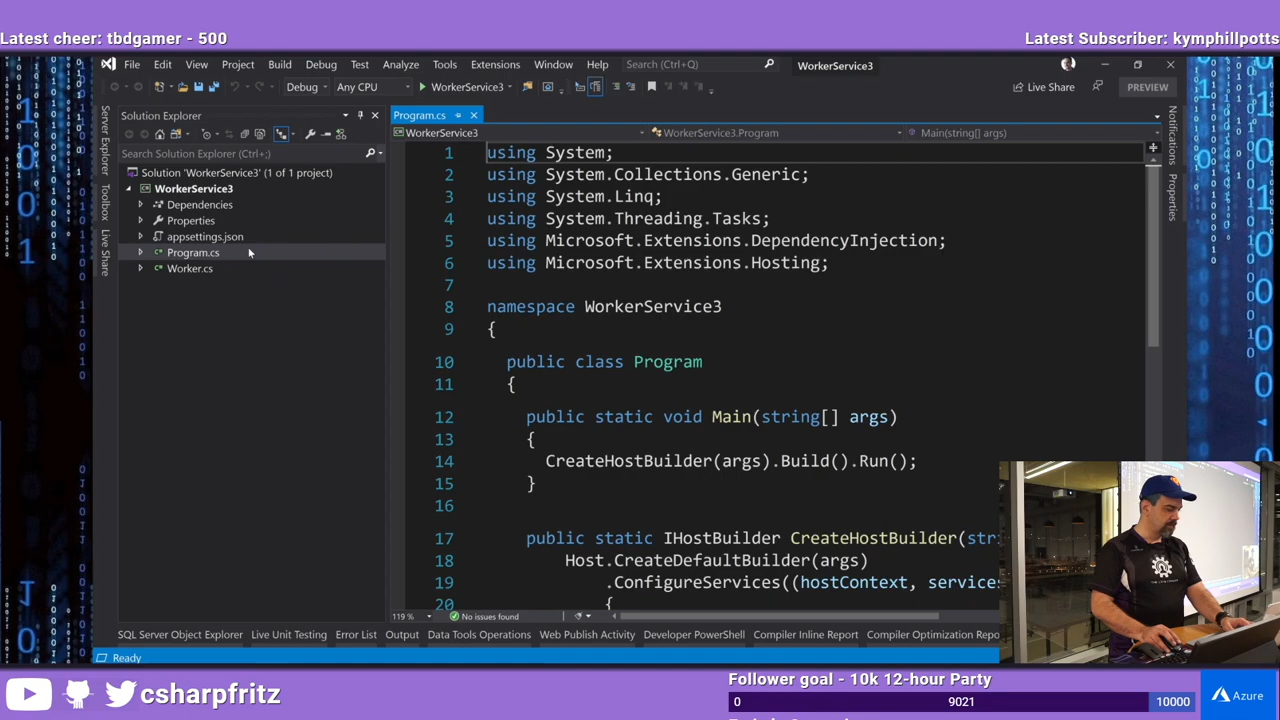 Latest cheer: tbdgamer - 500
Latest Subscriber: kymphillpotts
File Edit View Project Build Debug Test Analyze Tools Extensions Window Help Search (Ctrl+Q) WorkerService3
Debug Any CPU WorkerService3 Live Share PREVIEW
Server Explorer
Toolbox
Live Share
Solution Explorer
Search Solution Explorer (Ctrl+;)
Solution 'WorkerService3' (1 of 1 project)
WorkerService3
Dependencies
Properties
appsettings.json
Program.cs
Worker.cs
Program.cs
WorkerService3 WorkerService3.Program Main(string[] args)
1 using System;
2 using System.Collections.Generic;
3 using System.Linq;
4 using System.Threading.Tasks;
5 using Microsoft.Extensions.DependencyInjection;
6 using Microsoft.Extensions.Hosting;
7
8 namespace WorkerService3
9 {
10 public class Program
11 {
12 public static void Main(string[] args)
13 {
14 CreateHostBuilder(args).Build().Run();
15 }
16
17 public static IHostBuilder CreateHostBuilder(stri
18 Host.CreateDefaultBuilder(args)
19 .ConfigureServices((hostContext, services
20 {
119 % No issues found
Notifications
Properties
SQL Server Object Explorer Live Unit Testing Error List Output Data Tools Operations Web Publish Activity Developer PowerShell Compiler Inline Report Compiler Optimization Repo
Ready
csharpfritz
Follower goal - 10k 12-hour Party
0 9021 10000
Azure